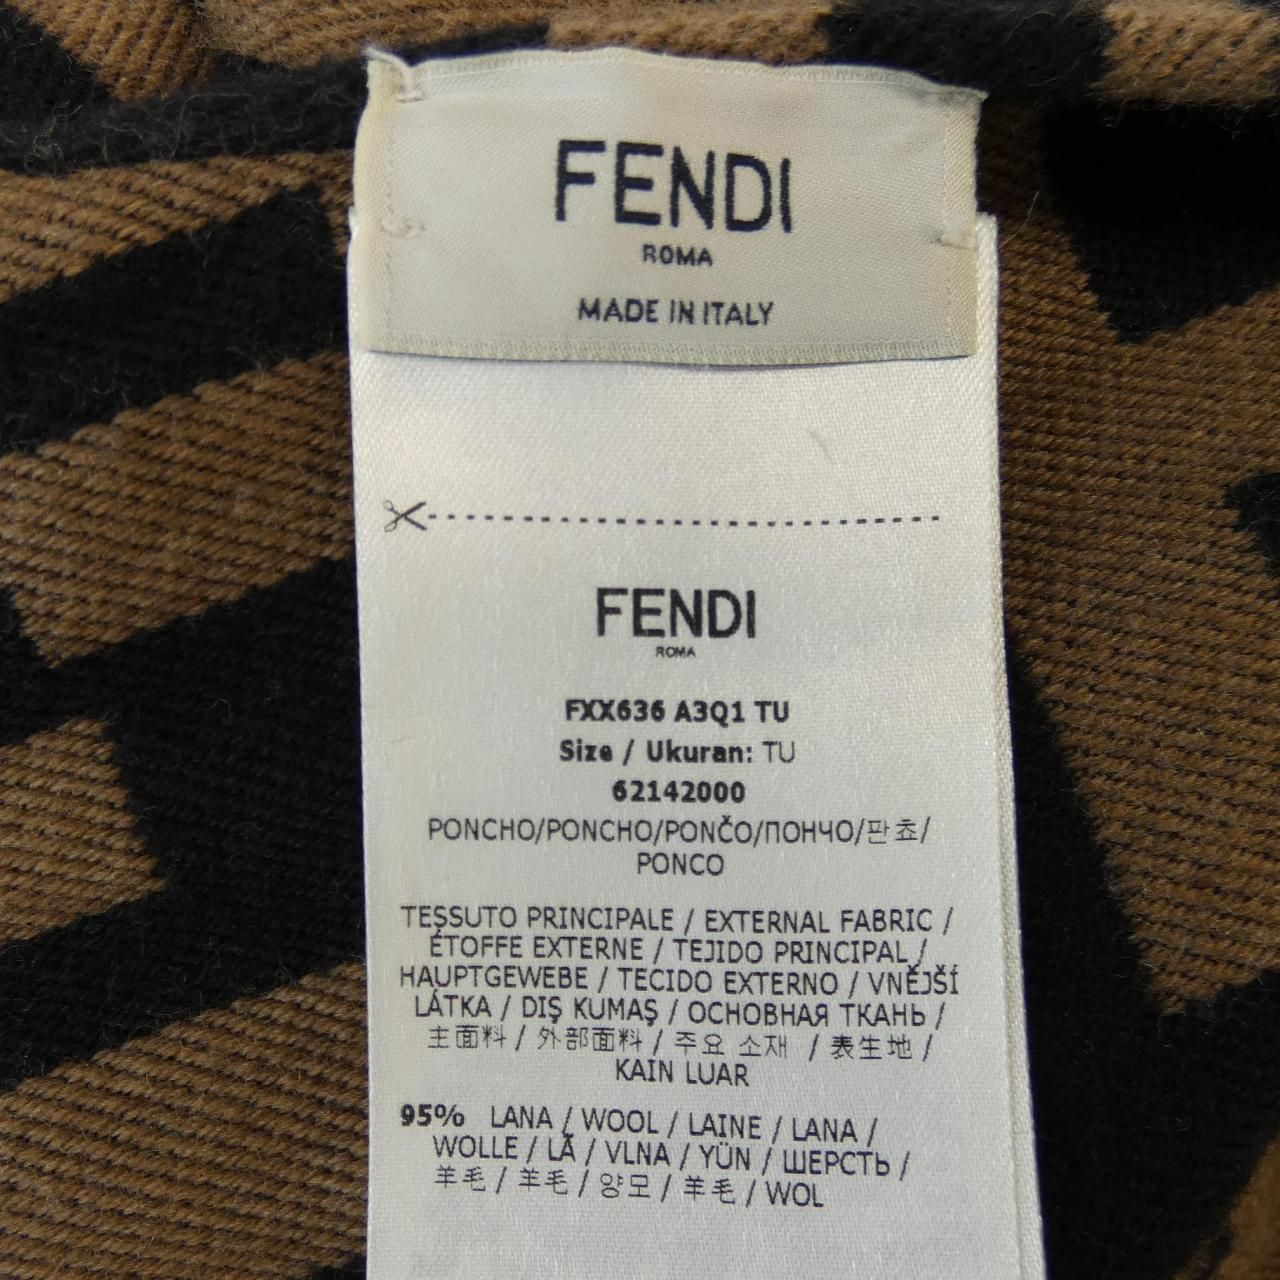 FENDI
ROMA
MADE IN ITALY
FENDI
ROMA
FXX636 A3Q1 TU
Size / Ukuran: TU
62142000
PONCHO/PONCHO/PONČO/ПОНЧО/판쵸/
PONCO
TESSUTO PRINCIPALE / EXTERNAL FABRIC /
ÉTOFFE EXTERNE / TEJIDO PRINCIPAL /
HAUPTGEWEBE / TECIDO EXTERNO / VNĚJŠÍ
LÁTKA / DIŞ KUMAŞ / ОСНОВНАЯ ТКАНЬ /
主面料 / 外部面料 / 주요 소재 / 表生地 /
KAIN LUAR
95% LANA / WOOL / LAINE / LANA /
WOLLE / LÃ / VLNA / YÜN / ШЕРСТЬ /
羊毛 / 羊毛 / 양모 / 羊毛 / WOL